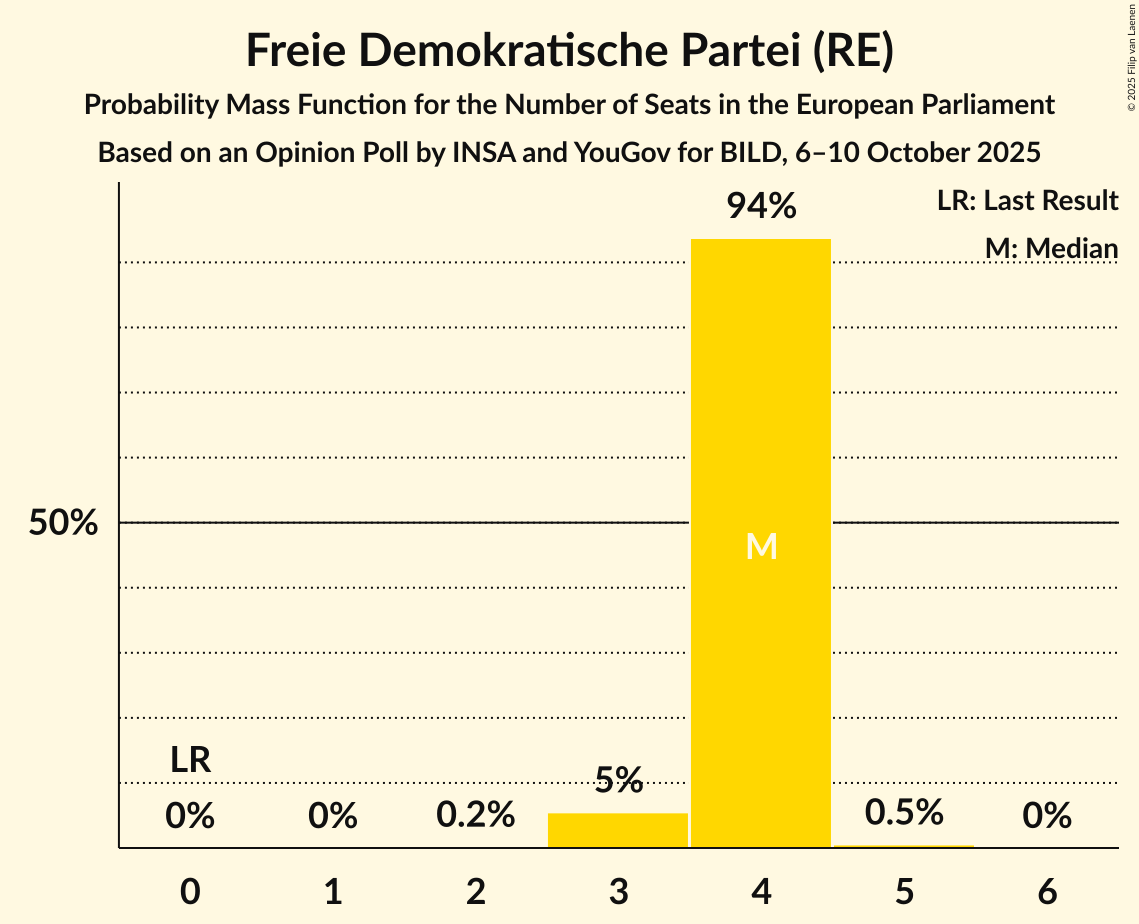 Freie Demokratische Partei (RE)
Probability Mass Function for the Number of Seats in the European Parliament
Based on an Opinion Poll by INSA and YouGov for BILD, 6–10 October 2025
© 2025 Filip van Laenen
LR: Last Result
M: Median
94%
50%
M
LR
0%
0%
0.2%
5%
0.5%
0%
0
1
2
3
4
5
6